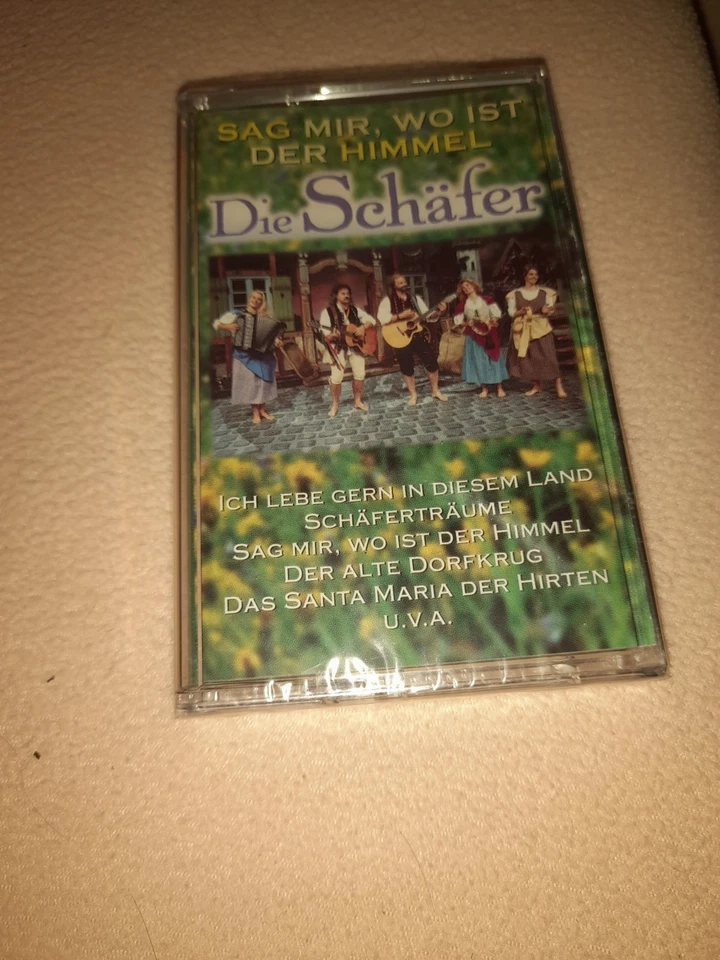 SAG MIR, WO IST
DER HIMMEL
Die Schäfer
ICH LEBE GERN IN DIESEM LAND
SCHÄFERTRÄUME
SAG MIR, WO IST DER HIMMEL
DER ALTE DORFKRUG
DAS SANTA MARIA DER HIRTEN
U.V.A.